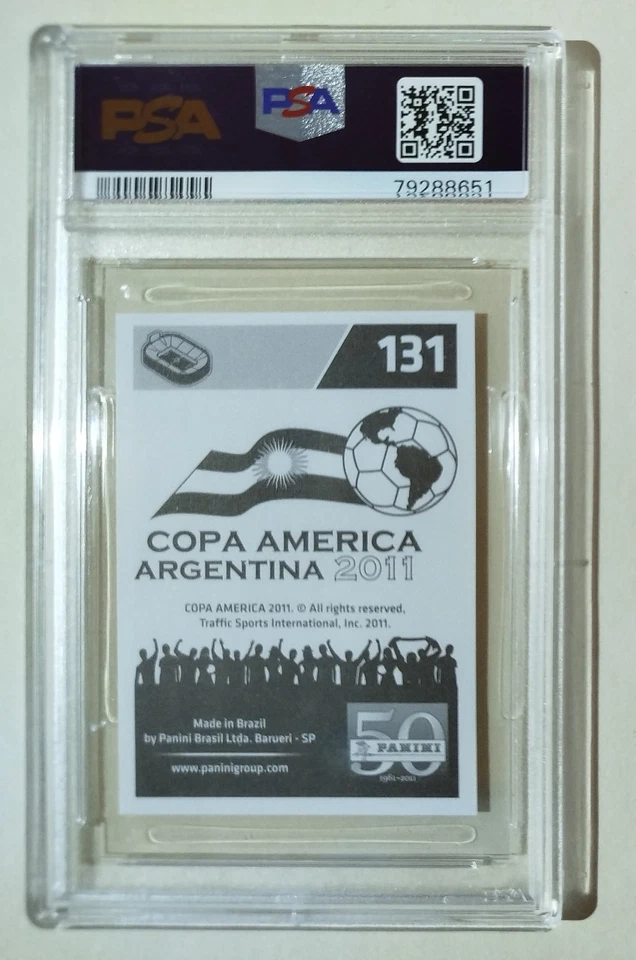 PSA
PSA
79288651
131
COPA AMERICA
ARGENTINA 2011
COPA AMERICA 2011. © All rights reserved.
Traffic Sports International, Inc. 2011.
Made in Brazil
by Panini Brasil Ltda. Barueri - SP
www.paninigroup.com
50
PANINI
1961-2011